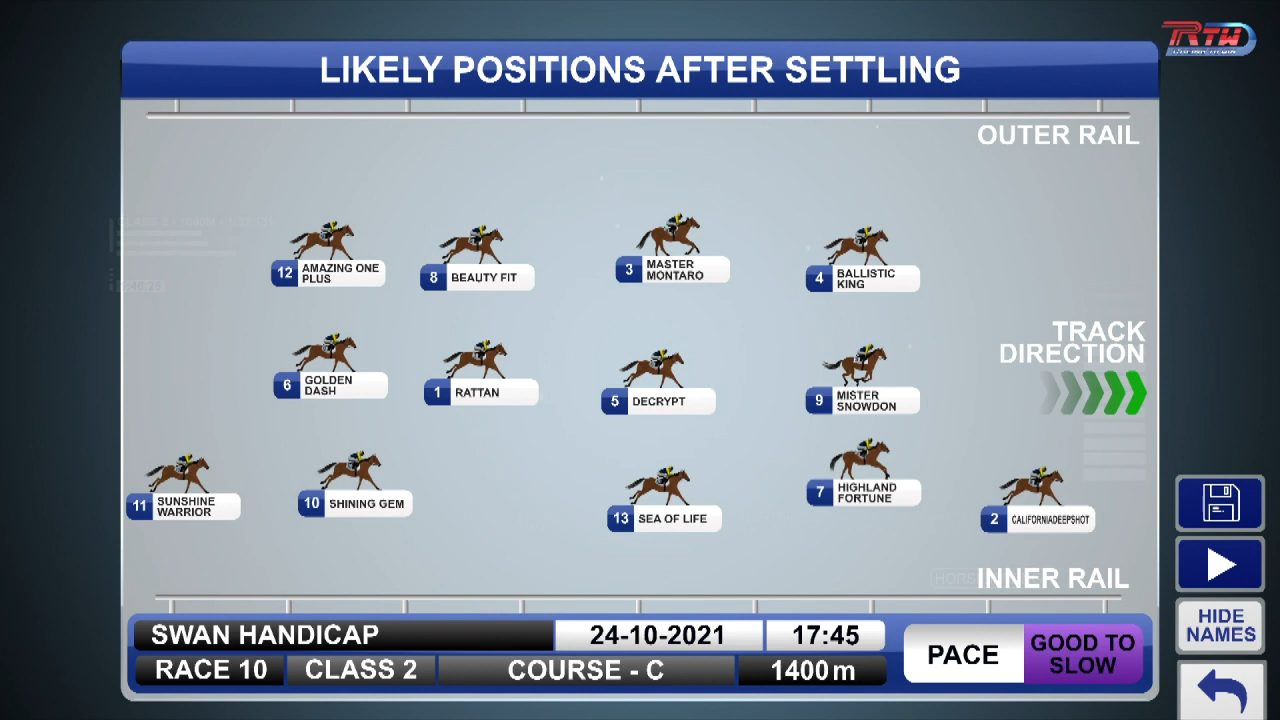 RTW
LIKELY POSITIONS AFTER SETTLING
OUTER RAIL
12 AMAZING ONE
PLUS
8 BEAUTY FIT
3 MASTER
MONTARO
4 BALLISTIC
KING
TRACK
DIRECTION
6 GOLDEN
DASH
1 RATTAN
5 DECRYPT
9 MISTER
SNOWDON
11 SUNSHINE
WARRIOR
10 SHINING GEM
13 SEA OF LIFE
7 HIGHLAND
FORTUNE
2 CALIFORNIADEEPSHOT
INNER RAIL
HIDE
NAMES
SWAN HANDICAP
24-10-2021
17:45
RACE 10
CLASS 2
COURSE - C
1400 m
PACE
GOOD TO
SLOW